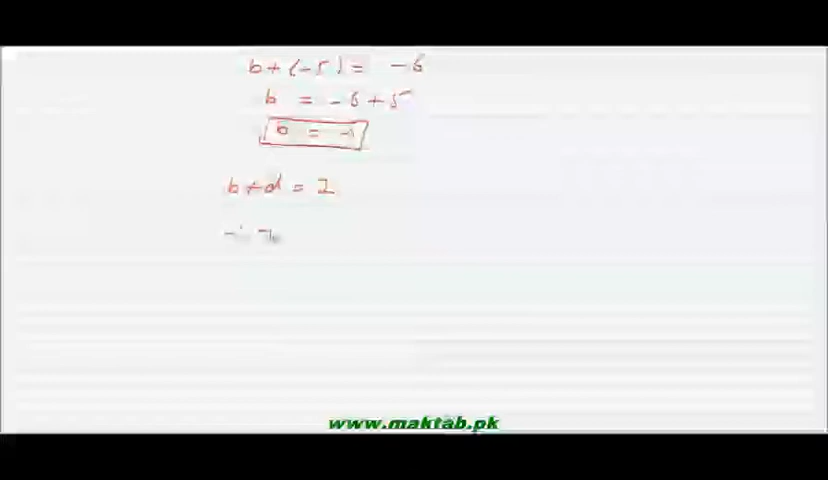 b + (-5) = -6
b = -6 + 5
b = -1
b + d = 2
www.maktab.pk